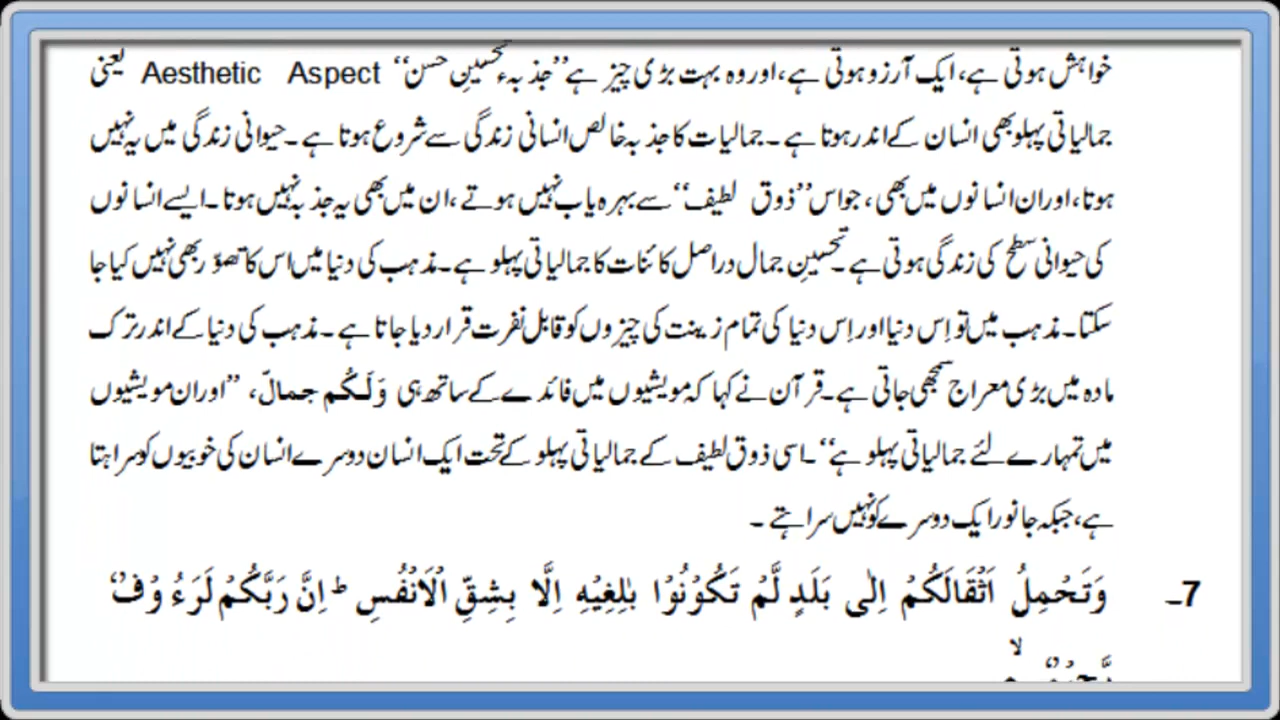 خواہش ہوتی ہے، ایک آرزو ہوتی ہے، اور وہ بہت بڑی چیز ہے ’’جذبہء تحسینِ حسن‘‘ Aesthetic Aspect یعنی
جمالیاتی پہلو بھی انسان کے اندر ہوتا ہے ۔ جمالیات کا جذبہ خالص انسانی زندگی سے شروع ہوتا ہے ۔ حیوانی زندگی میں یہ نہیں
ہوتا، اور ان انسانوں میں بھی، جو اس ’’ذوق لطیف‘‘ سے بہرہ یاب نہیں ہوتے ، ان میں بھی یہ جذبہ نہیں ہوتا ۔ ایسے انسانوں
کی حیوانی سطح کی زندگی ہوتی ہے ۔ تحسینِ جمال دراصل کائنات کا جمالیاتی پہلو ہے ۔ مذہب کی دنیا میں اس کا تصوّر بھی نہیں کیا جا
سکتا ۔ مذہب میں تو اِس دنیا اور اِس دنیا کی تمام زینت کی چیزوں کو قابل نفرت قرار دیا جاتا ہے ۔ مذہب کی دنیا کے اندر ترک
مادہ میں بڑی معراج سمجھی جاتی ہے ۔ قرآن نے کہا کہ مویشیوں میں فائدے کے ساتھ ہی وَلَكُم جمالّ، ’’اور ان مویشیوں
میں تمہارے لئے جمالیاتی پہلو ہے‘‘ ۔ اسی ذوق لطیف کے جمالیاتی پہلو کے تحت ایک انسان دوسرے انسان کی خوبیوں کو سراہتا
ہے، جبکہ جانور ایک دوسرے کو نہیں سراہتے ۔
7۔ وَتَحۡمِلُ اَثۡقَالَكُمۡ اِلٰى بَلَدٍ لَّمۡ تَكُوۡنُوۡا بٰلِغِيۡهِ اِلَّا بِشِقِّ الۡاَنۡفُسِ ؕ اِنَّ رَبَّكُمۡ لَرَءُوۡفٌ